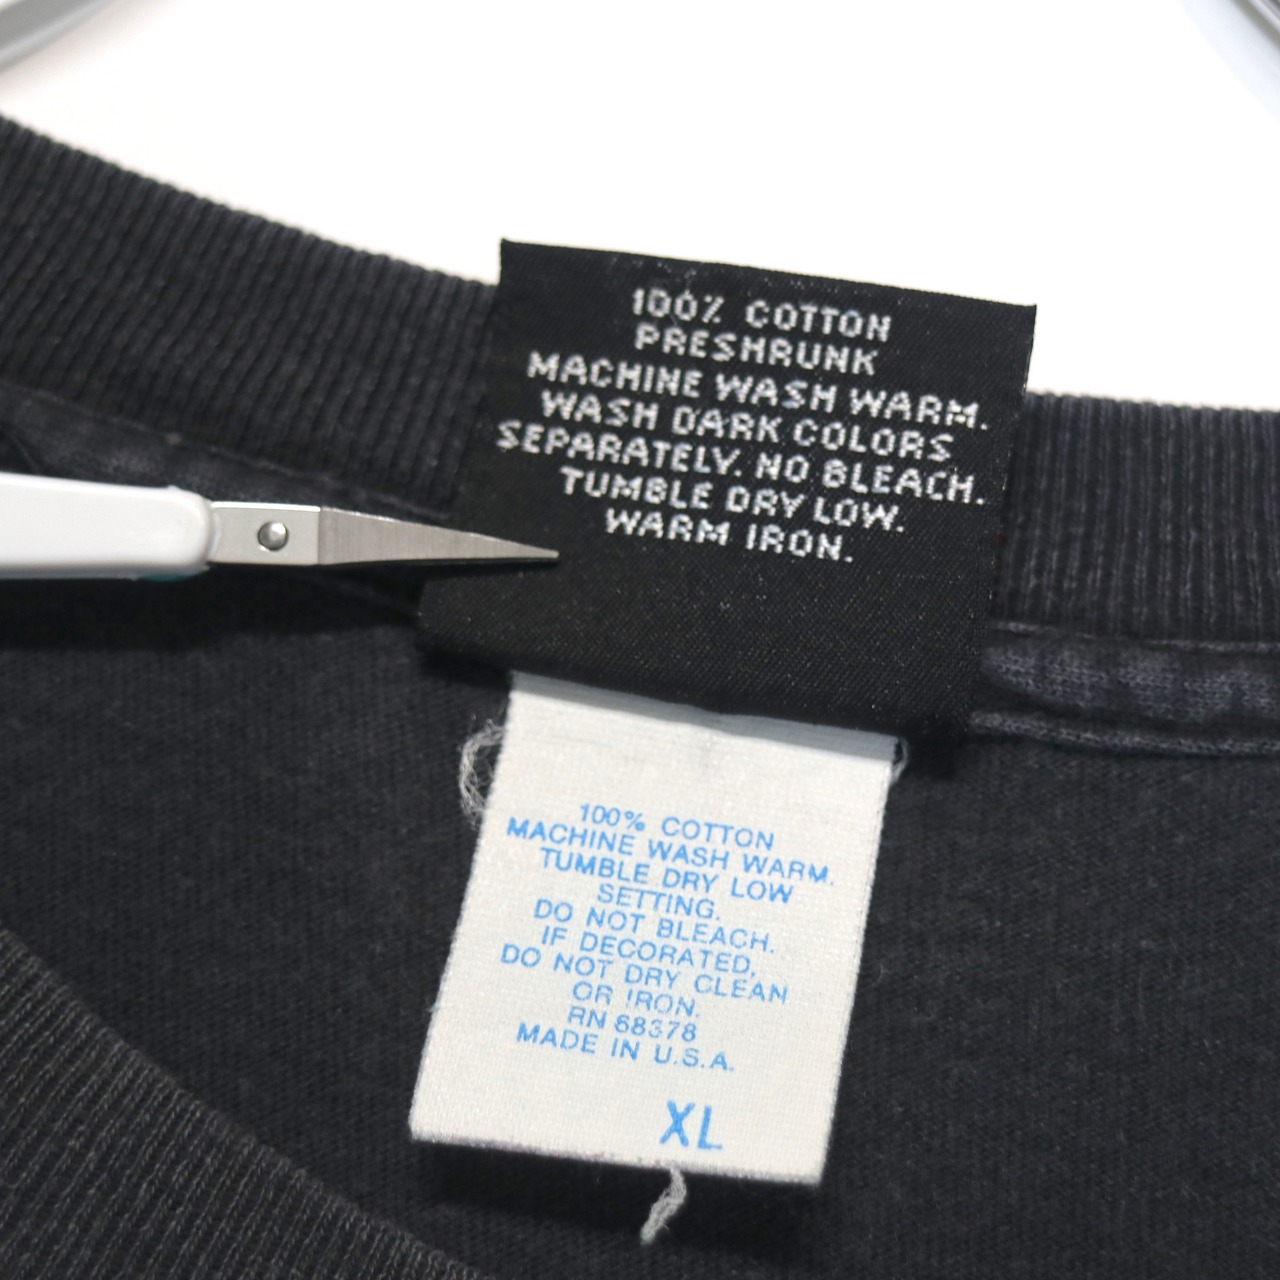 100% COTTON
PRESHRUNK
MACHINE WASH WARM.
WASH DARK COLORS
SEPARATELY. NO BLEACH.
TUMBLE DRY LOW.
WARM IRON.
100% COTTON
MACHINE WASH WARM.
TUMBLE DRY LOW
SETTING.
DO NOT BLEACH.
IF DECORATED,
DO NOT DRY CLEAN
OR IRON.
RN 68378
MADE IN U.S.A.
XL